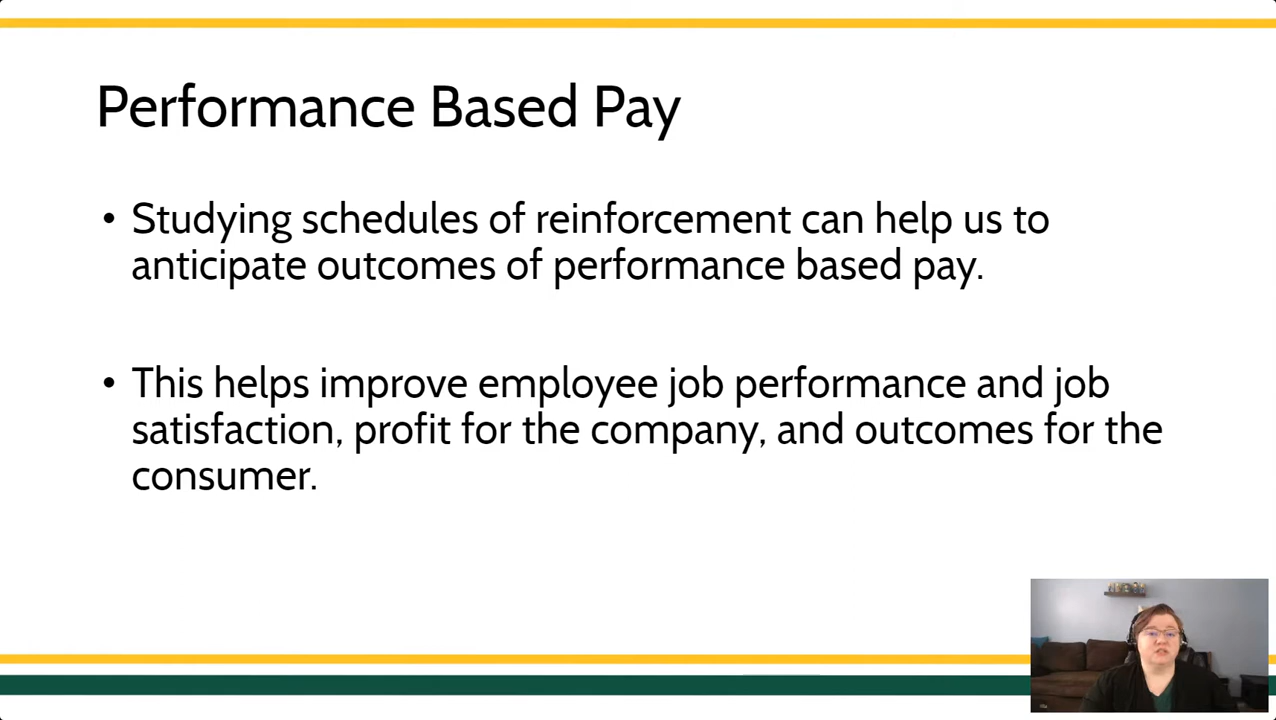 Performance Based Pay
• Studying schedules of reinforcement can help us to
anticipate outcomes of performance based pay.
• This helps improve employee job performance and job
satisfaction, profit for the company, and outcomes for the
consumer.